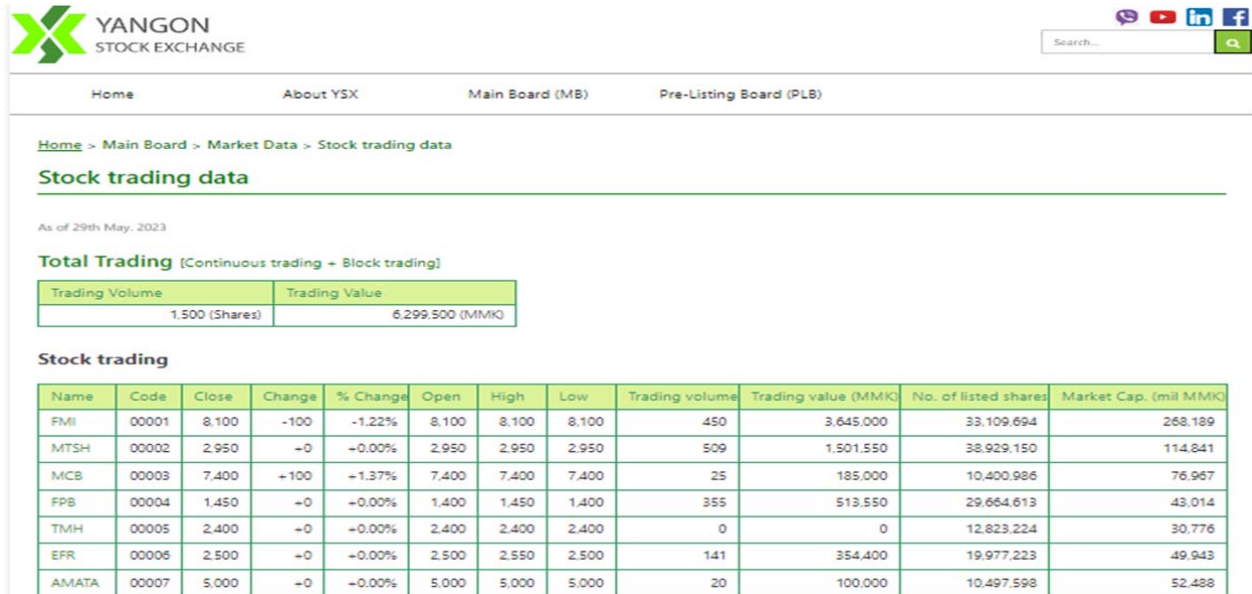 YANGON
STOCK EXCHANGE
Search...
Home About YSX Main Board (MB) Pre-Listing Board (PLB)
Home > Main Board > Market Data > Stock trading data
Stock trading data
As of 29th May. 2023
Total Trading [Continuous trading + Block trading]
Trading Volume Trading Value
1,500 (Shares) 6,299,500 (MMK)
Stock trading
Name Code Close Change % Change Open High Low Trading volume Trading value (MMK) No. of listed shares Market Cap. (mil MMK)
FMI 00001 8,100 -100 -1.22% 8,100 8,100 8,100 450 3,645,000 33,109,694 268,189
MTSH 00002 2,950 +0 +0.00% 2,950 2,950 2,950 509 1,501,550 38,929,150 114,841
MCB 00003 7,400 +100 +1.37% 7,400 7,400 7,400 25 185,000 10,400,986 76,967
FPB 00004 1,450 +0 +0.00% 1,400 1,450 1,400 355 513,550 29,664,613 43,014
TMH 00005 2,400 +0 +0.00% 2,400 2,400 2,400 0 0 12,823,224 30,776
EFR 00006 2,500 +0 +0.00% 2,500 2,550 2,500 141 354,400 19,977,223 49,943
AMATA 00007 5,000 +0 +0.00% 5,000 5,000 5,000 20 100,000 10,497,598 52,488